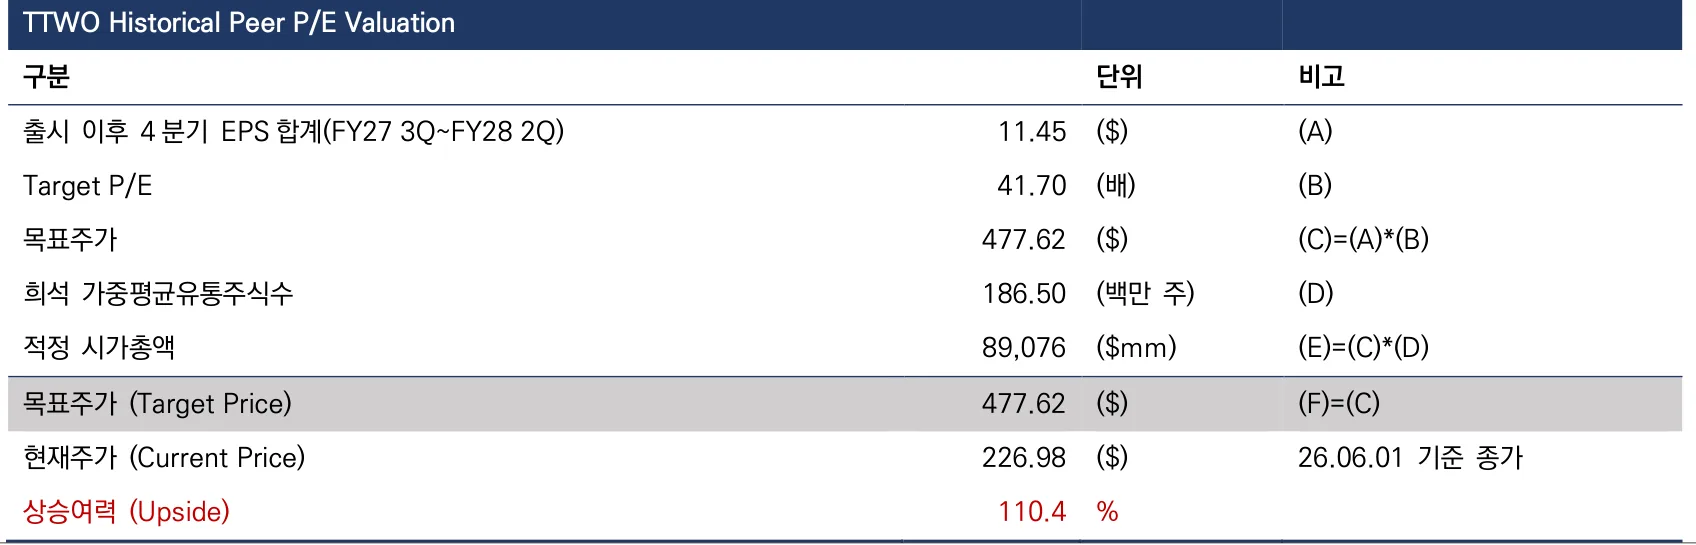 TTWO Historical Peer P/E Valuation
구분 단위 비고
출시 이후 4분기 EPS 합계(FY27 3Q~FY28 2Q) 11.45 ($) (A)
Target P/E 41.70 (배) (B)
목표주가 477.62 ($) (C)=(A)*(B)
희석 가중평균유통주식수 186.50 (백만 주) (D)
적정 시가총액 89,076 ($mm) (E)=(C)*(D)
목표주가 (Target Price) 477.62 ($) (F)=(C)
현재주가 (Current Price) 226.98 ($) 26.06.01 기준 종가
상승여력 (Upside) 110.4 %